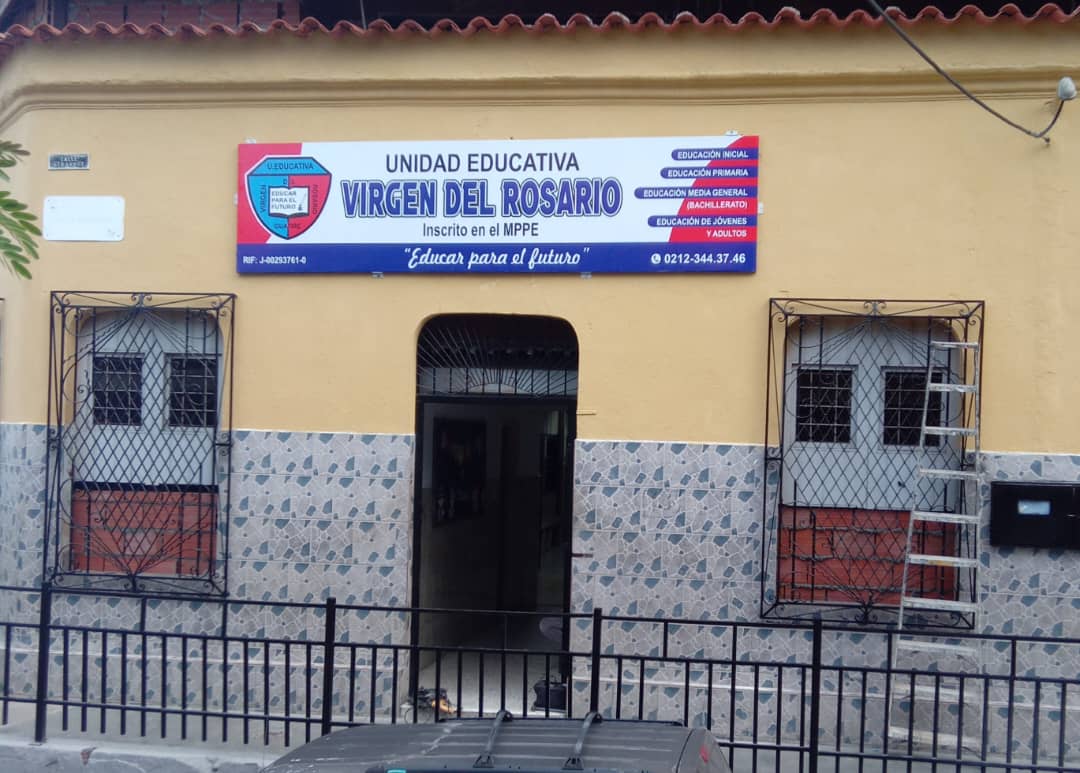 U.EDUCATIVA
VIRGEN DEL ROSARIO
EDUCAR
PARA EL
FUTURO
GUATIRE
UNIDAD EDUCATIVA
VIRGEN DEL ROSARIO
Inscrito en el MPPE
EDUCACIÓN INICIAL
EDUCACIÓN PRIMARIA
EDUCACIÓN MEDIA GENERAL
(BACHILLERATO)
EDUCACIÓN DE JÓVENES
Y ADULTOS
RIF: J-00293761-0
"Educar para el futuro"
0212-344.37.46
CALLE